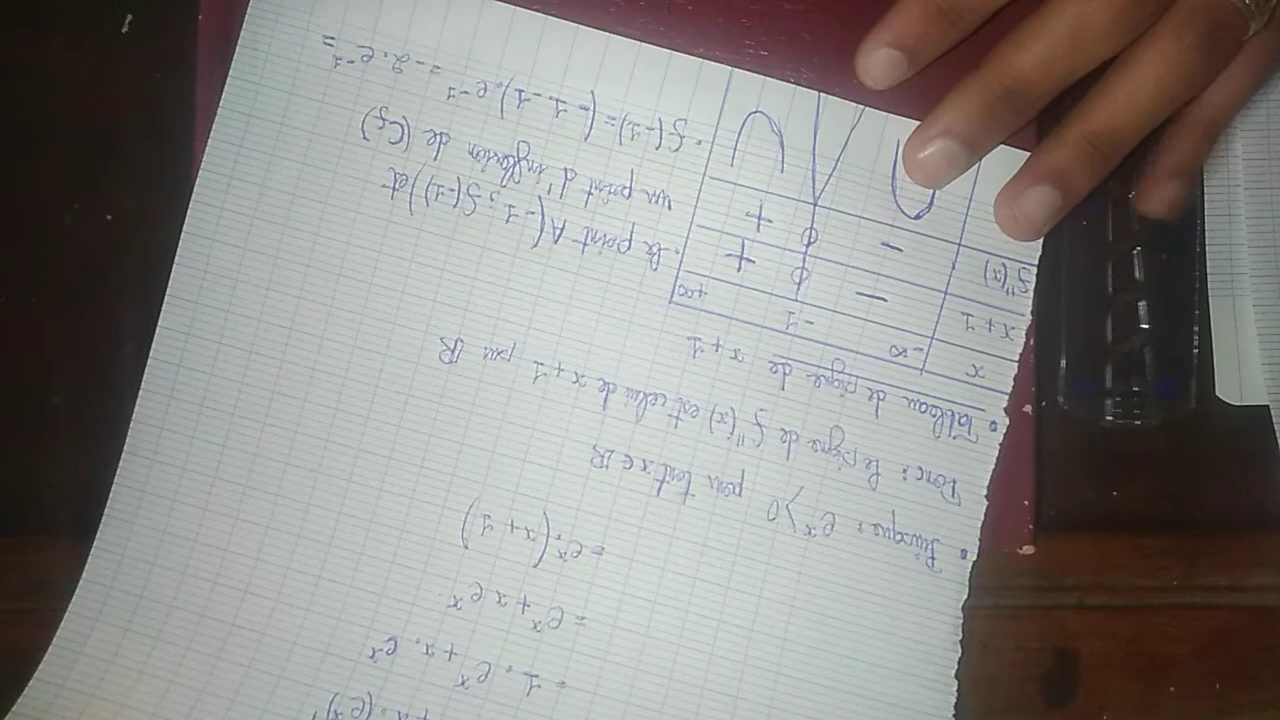 + x . (e^x)'
= 1 . e^x + x . e^x
= e^x + x e^x
= e^x . (x + 1)
• Puisque : e^x > 0 pour tout x ∈ ℝ
Donc : le signe de f''(x) est celui de x + 1 sur ℝ
• Tableau de signe de x + 1
x -∞ -1 +∞
x + 1 - 0 +
f''(x) - 0 +
- le point A(-1 ; f(-1)) est
un point d'inflexion de (Cf)
. f(-1) = (-1 - 1) . e^-1 = -2 . e^-1 =